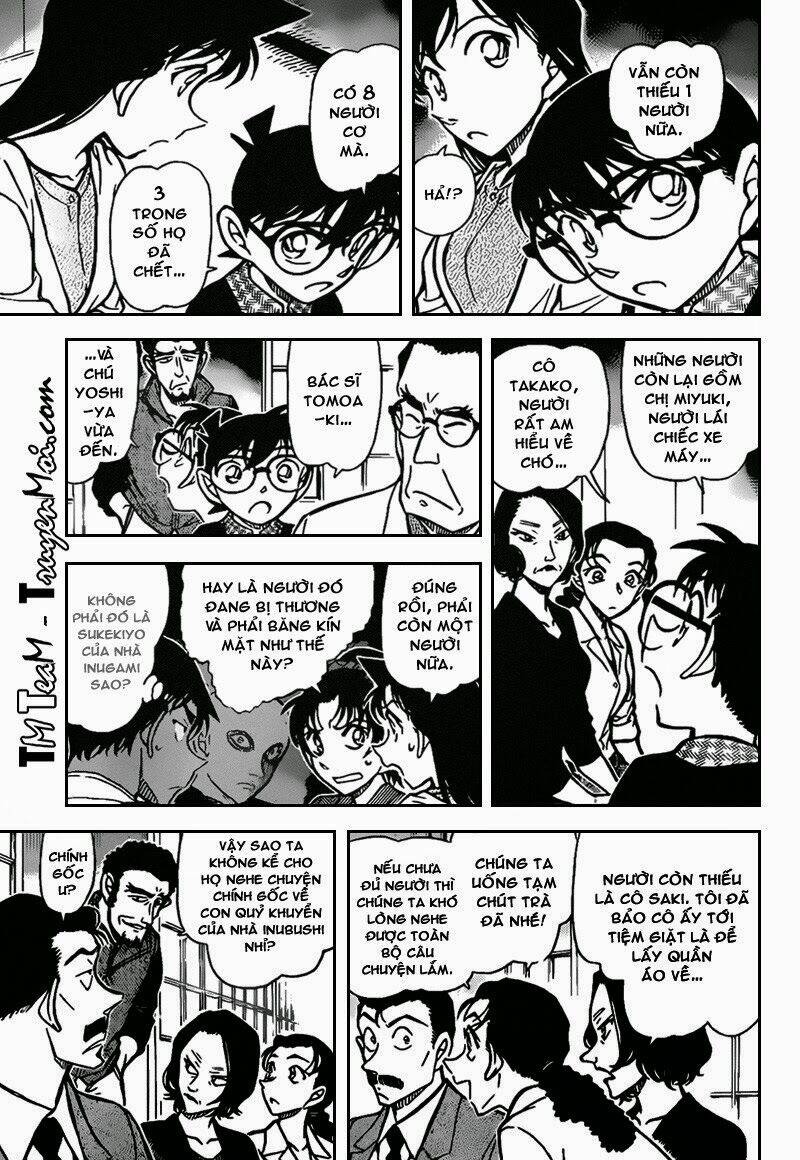 VẪN CÒN
THIẾU 1
NGƯỜI
NỮA.
HẢ!?
CÓ 8
NGƯỜI
CƠ
MÀ.
3
TRONG
SỐ HỌ
ĐÃ
CHẾT...
NHỮNG NGƯỜI
CÒN LẠI GỒM
CHỊ MIYUKI,
NGƯỜI LÁI
CHIẾC XE
MÁY...
CÔ
TAKAKO,
NGƯỜI
RẤT AM
HIỂU VỀ
CHÓ...
BÁC SĨ
TOMOA
-KI...
...VÀ
CHÚ
YOSHI
-YA
VỪA
ĐẾN.
ĐÚNG
RỒI, PHẢI
CÒN MỘT
NGƯỜI
NỮA.
HAY LÀ NGƯỜI ĐÓ
ĐANG BỊ THƯƠNG
VÀ PHẢI BĂNG KÍN
MẶT NHƯ THẾ
NÀY?
KHÔNG
PHẢI ĐÓ LÀ
SUKEKIYO
CỦA NHÀ
INUGAMI
SAO?
NGƯỜI CÒN THIẾU
LÀ CÔ SAKI. TÔI ĐÃ
BẢO CÔ ẤY TỚI
TIỆM GIẶT LÀ ĐỂ
LẤY QUẦN
ÁO VỀ...
CHÚNG TA
UỐNG TẠM
CHÚT TRÀ
ĐÃ NHÉ!
NẾU CHƯA
ĐỦ NGƯỜI THÌ
CHÚNG TA KHÓ
LÒNG NGHE
ĐƯỢC TOÀN
BỘ CÂU
CHUYỆN LẮM.
VẬY SAO TA
KHÔNG KỂ CHO
HỌ NGHE CHUYỆN
CHÍNH GỐC VỀ
CON QUỶ KHUYỂN
CỦA NHÀ INUBUSHI
NHỈ?
CHÍNH
GỐC
Ư?
TM TeaM - TruyenMoi.com